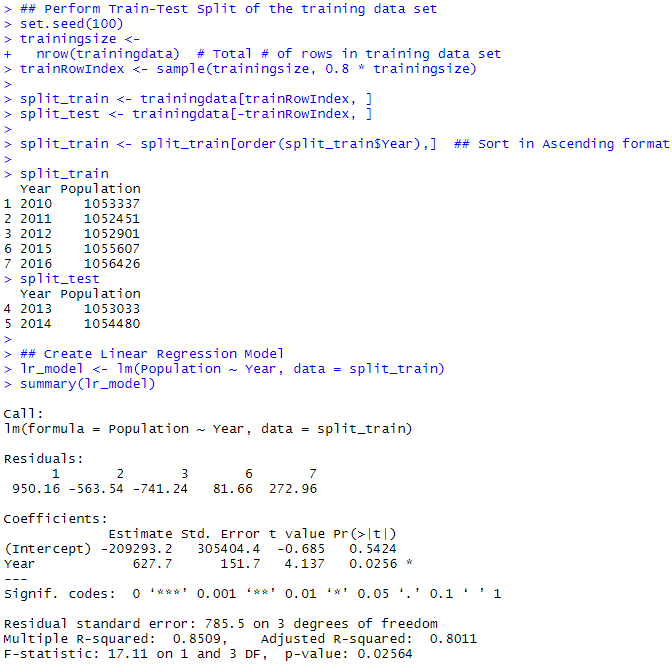 > ## Perform Train-Test Split of the training data set
> set.seed(100)
> trainingsize <-
+   nrow(trainingdata)  # Total # of rows in training data set
> trainRowIndex <- sample(trainingsize, 0.8 * trainingsize)
>
> split_train <- trainingdata[trainRowIndex, ]
> split_test <- trainingdata[-trainRowIndex, ]
>
> split_train <- split_train[order(split_train$Year),]  ## Sort in Ascending format
>
> split_train
  Year Population
1 2010    1053337
2 2011    1052451
3 2012    1052901
6 2015    1055607
7 2016    1056426
> split_test
  Year Population
4 2013    1053033
5 2014    1054480
>
> ## Create Linear Regression Model
> lr_model <- lm(Population ~ Year, data = split_train)
> summary(lr_model)

Call:
lm(formula = Population ~ Year, data = split_train)

Residuals:
      1       2       3       6       7
 950.16 -563.54 -741.24   81.66  272.96

Coefficients:
             Estimate Std. Error t value Pr(>|t|)
(Intercept) -209293.2   305404.4  -0.685   0.5424
Year            627.7      151.7   4.137   0.0256 *
---
Signif. codes:  0 ‘***’ 0.001 ‘**’ 0.01 ‘*’ 0.05 ‘.’ 0.1 ‘ ’ 1

Residual standard error: 785.5 on 3 degrees of freedom
Multiple R-squared:  0.8509,    Adjusted R-squared:  0.8011
F-statistic: 17.11 on 1 and 3 DF,  p-value: 0.02564